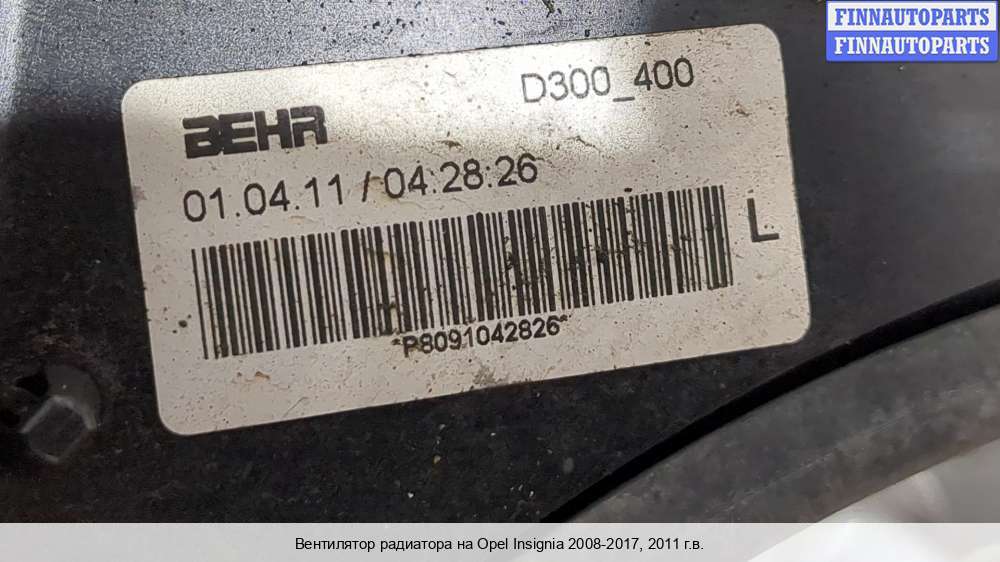 FINNAUTOPARTS
FINNAUTOPARTS
D300_400
BEHR
01.04.11 / 04:28:26
L
*P8091042826*
Вентилятор радиатора на Opel Insignia 2008-2017, 2011 г.в.